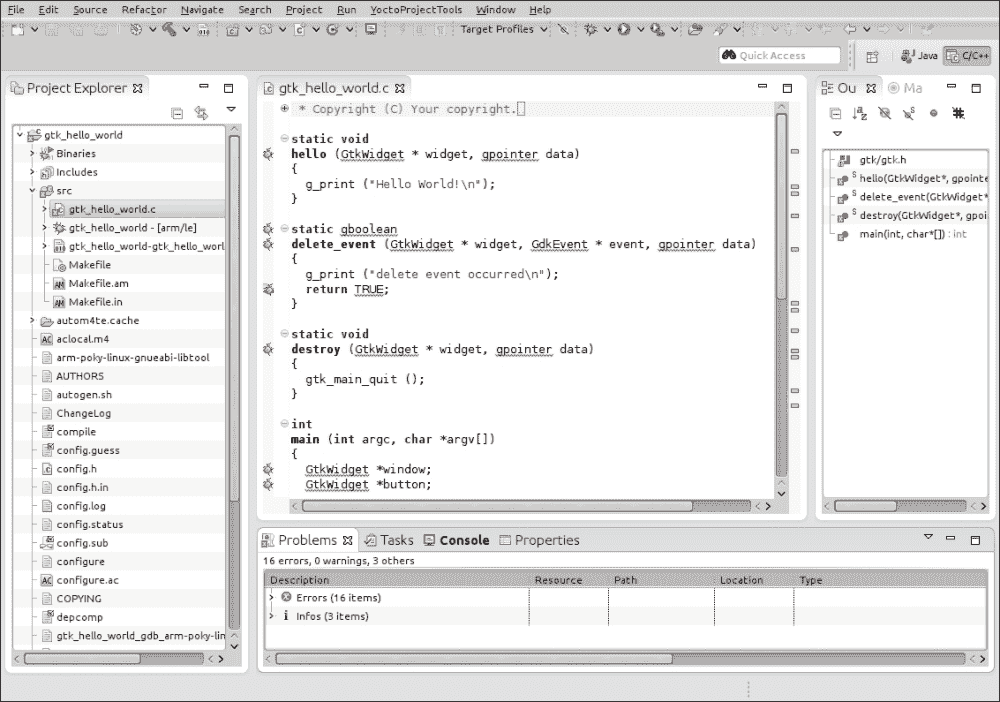 File Edit Source Refactor Navigate Search Project Run YoctoProjectTools Window Help
Target Profiles
Quick Access
Java
C/C++
Project Explorer
gtk_hello_world
Binaries
Includes
src
gtk_hello_world.c
gtk_hello_world - [arm/le]
gtk_hello_world-gtk_hello_worl
Makefile
Makefile.am
Makefile.in
autom4te.cache
aclocal.m4
arm-poky-linux-gnueabi-libtool
AUTHORS
autogen.sh
ChangeLog
compile
config.guess
config.h
config.h.in
config.log
config.status
config.sub
configure
configure.ac
COPYING
depcomp
gtk_hello_world_gdb_arm-poky-lin
gtk_hello_world.c
* Copyright (C) Your copyright.
static void
hello (GtkWidget * widget, gpointer data)
{
g_print ("Hello World!\n");
}
static gboolean
delete_event (GtkWidget * widget, GdkEvent * event, gpointer data)
{
g_print ("delete event occurred\n");
return TRUE;
}
static void
destroy (GtkWidget * widget, gpointer data)
{
gtk_main_quit ();
}
int
main (int argc, char *argv[])
{
GtkWidget *window;
GtkWidget *button;
Ou
Ma
gtk/gtk.h
hello(GtkWidget*, gpointe
delete_event(GtkWidget*
destroy(GtkWidget*, gpoi
main(int, char*[]) : int
Problems Tasks Console Properties
16 errors, 0 warnings, 3 others
Description Resource Path Location Type
Errors (16 items)
Infos (3 items)